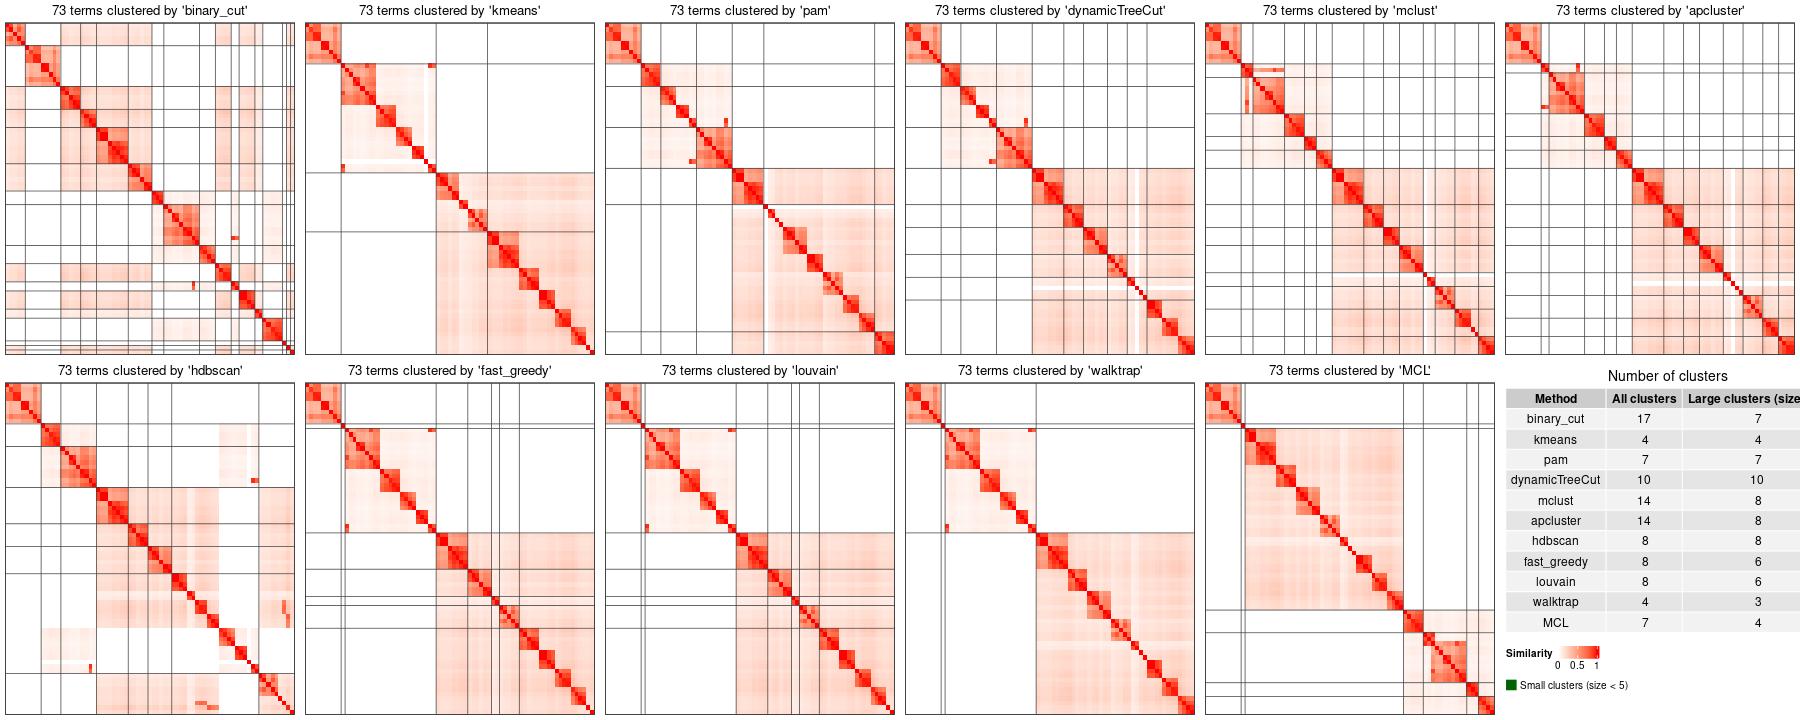 73 terms clustered by 'binary_cut'
73 terms clustered by 'kmeans'
73 terms clustered by 'pam'
73 terms clustered by 'dynamicTreeCut'
73 terms clustered by 'mclust'
73 terms clustered by 'apcluster'
73 terms clustered by 'hdbscan'
73 terms clustered by 'fast_greedy'
73 terms clustered by 'louvain'
73 terms clustered by 'walktrap'
73 terms clustered by 'MCL'
Number of clusters
Method All clusters Large clusters (size
binary_cut 17 7
kmeans 4 4
pam 7 7
dynamicTreeCut 10 10
mclust 14 8
apcluster 14 8
hdbscan 8 8
fast_greedy 8 6
louvain 8 6
walktrap 4 3
MCL 7 4
Similarity
0 0.5 1
Small clusters (size < 5)